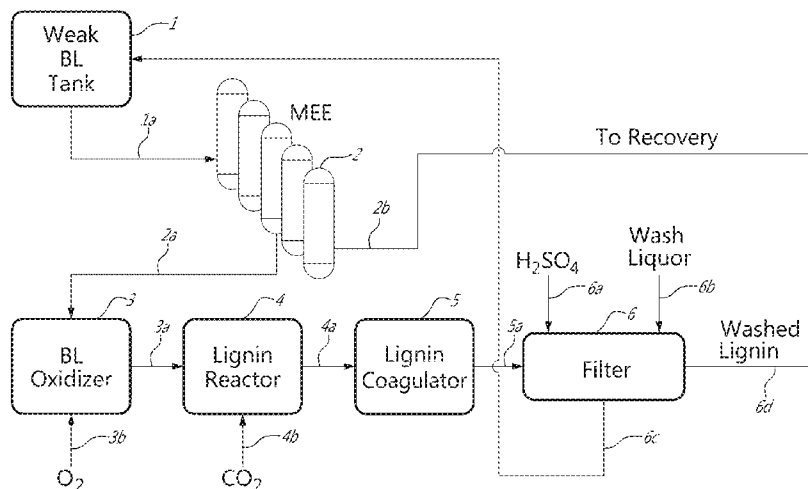 1
Weak
BL
Tank
1a
MEE
2
To Recovery
2b
2a
H₂SO₄
6a
Wash
Liquor
6b
3
BL
Oxidizer
3a
4
Lignin
Reactor
4a
5
Lignin
Coagulator
5a
6
Filter
Washed
Lignin
6d
3b
O₂
4b
CO₂
6c